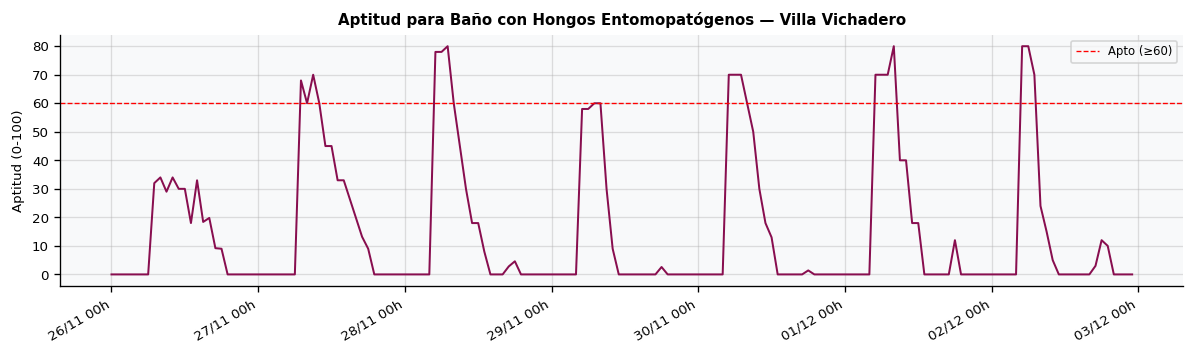 Aptitud para Baño con Hongos Entomopatógenos — Villa Vichadero
Apto (≥60)
Aptitud (0-100)
80
70
60
50
40
30
20
10
0
26/11 00h
27/11 00h
28/11 00h
29/11 00h
30/11 00h
01/12 00h
02/12 00h
03/12 00h